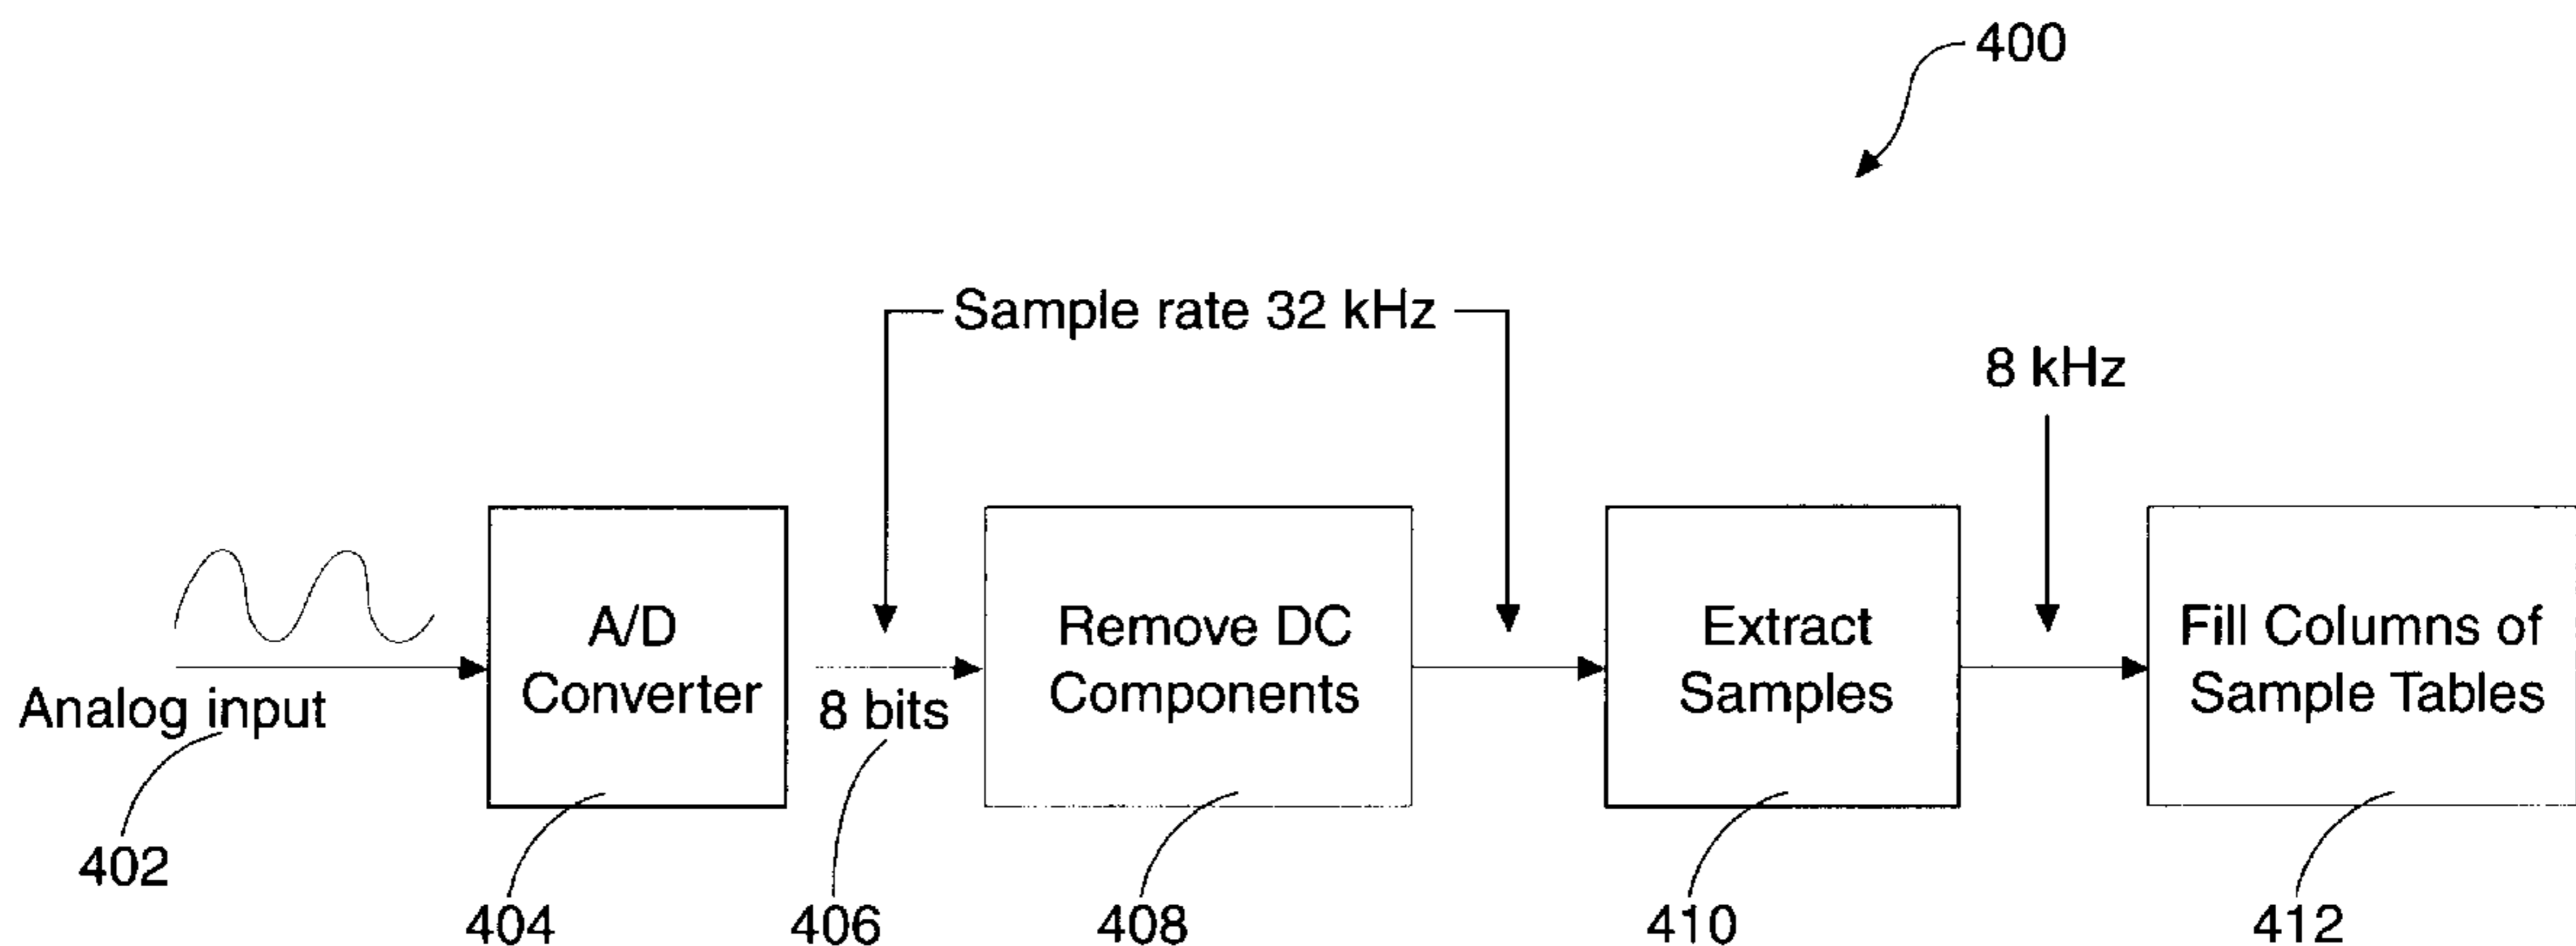 400
Sample rate 32 kHz
8 kHz
A/D
Converter
Remove DC
Components
Extract
Samples
Fill Columns of
Sample Tables
Analog input
8 bits
402
404
406
408
410
412